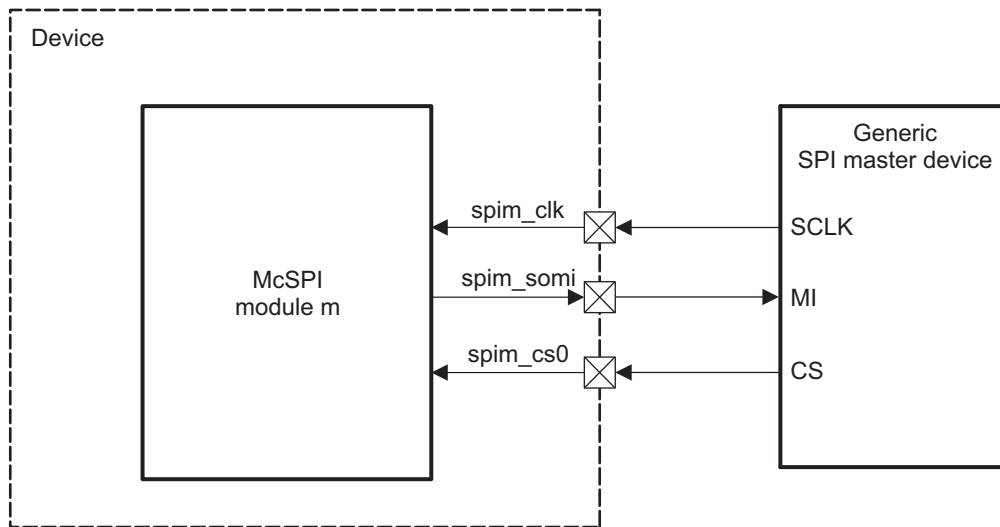 Device
Generic
SPI master device
spim_clk
SCLK
McSPI
module m
spim_somi
MI
spim_cs0
CS